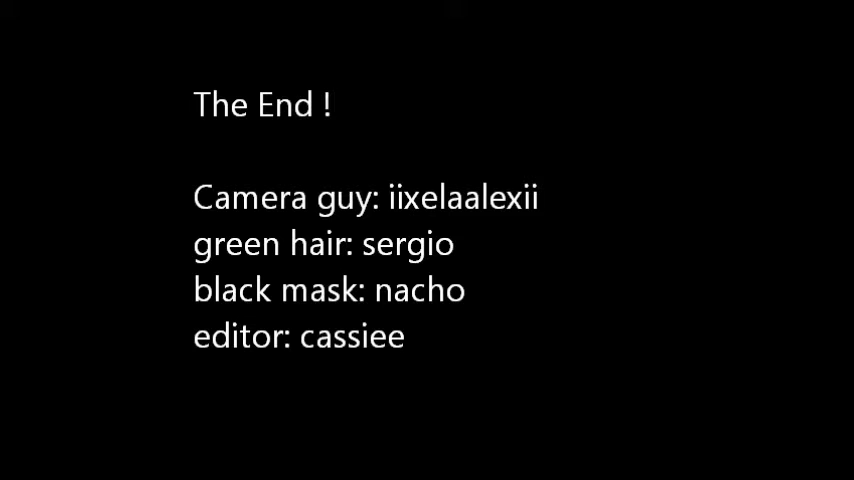 The End !
Camera guy: iixelaalexii
green hair: sergio
black mask: nacho
editor: cassiee